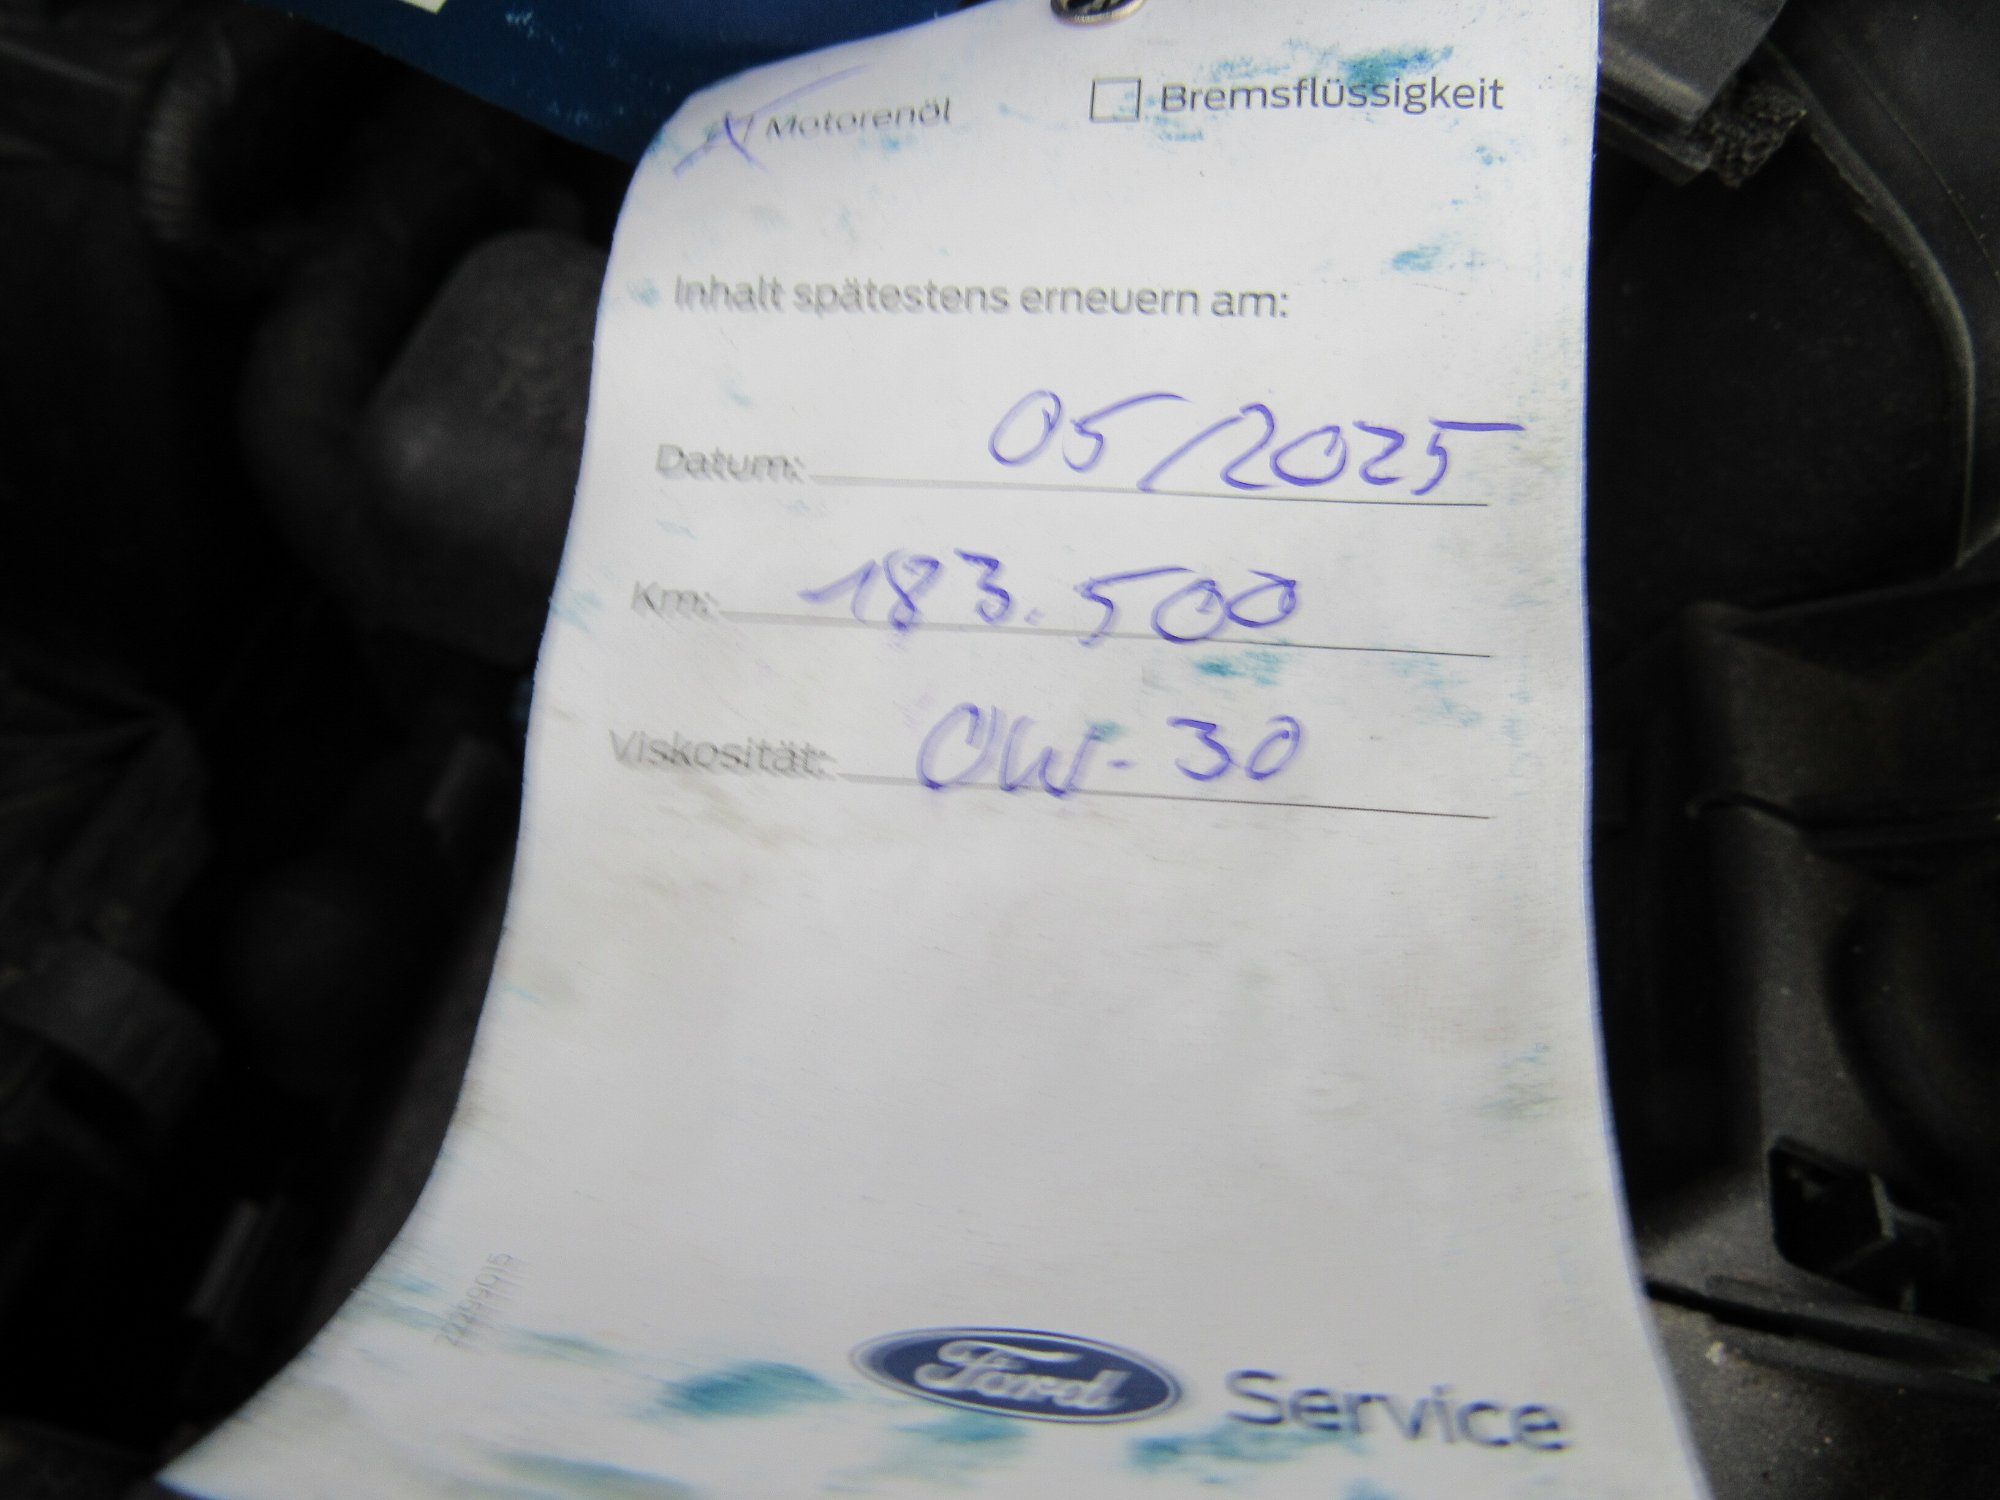 Motorenöl Bremsflüssigkeit
Inhalt spätestens erneuern am:
Datum: 05/2025
Km: 183.500
Viskosität: 0W-30
Ford Service